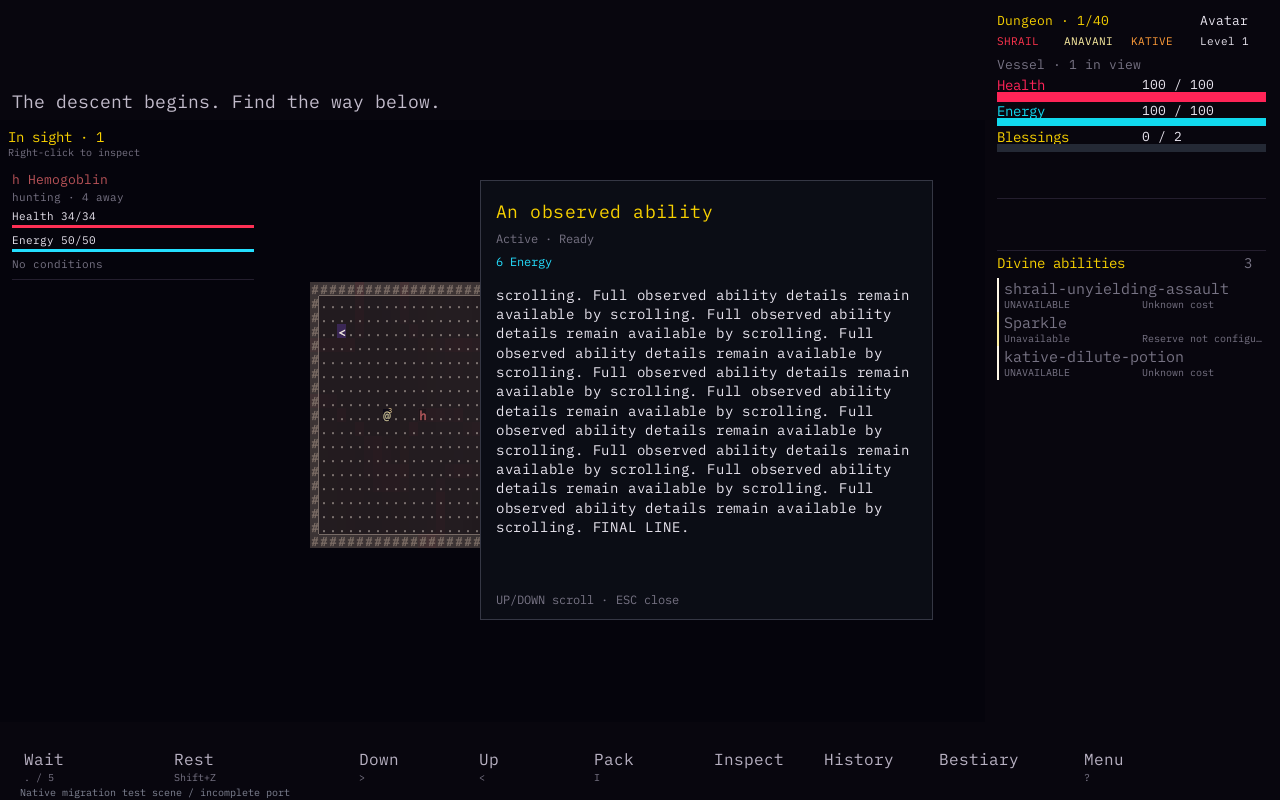 Dungeon · 1/40 Avatar
SHRAIL ANAVANI KATIVE Level 1
Vessel · 1 in view
Health 100 / 100
Energy 100 / 100
Blessings 0 / 2
The descent begins. Find the way below.
In sight · 1
Right-click to inspect
h Hemogoblin
hunting · 4 away
Health 34/34
Energy 50/50
No conditions
An observed ability
Active · Ready
6 Energy
scrolling. Full observed ability details remain
available by scrolling. Full observed ability
details remain available by scrolling. Full
observed ability details remain available by
scrolling. Full observed ability details remain
available by scrolling. Full observed ability
details remain available by scrolling. Full
observed ability details remain available by
scrolling. Full observed ability details remain
available by scrolling. Full observed ability
details remain available by scrolling. Full
observed ability details remain available by
scrolling. FINAL LINE.
UP/DOWN scroll · ESC close
Divine abilities 3
shrail-unyielding-assault
UNAVAILABLE Unknown cost
Sparkle
Unavailable Reserve not configu…
kative-dilute-potion
UNAVAILABLE Unknown cost
<
@ h
Wait Rest Down Up Pack Inspect History Bestiary Menu
. / 5 Shift+Z > < I ?
Native migration test scene / incomplete port